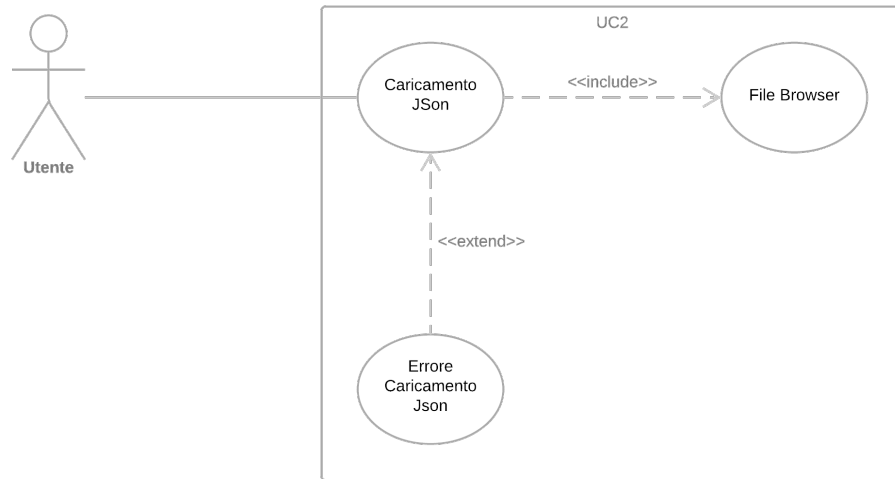 UC2
Caricamento
JSon
<<include>>
File Browser
Utente
<<extend>>
Errore
Caricamento
Json